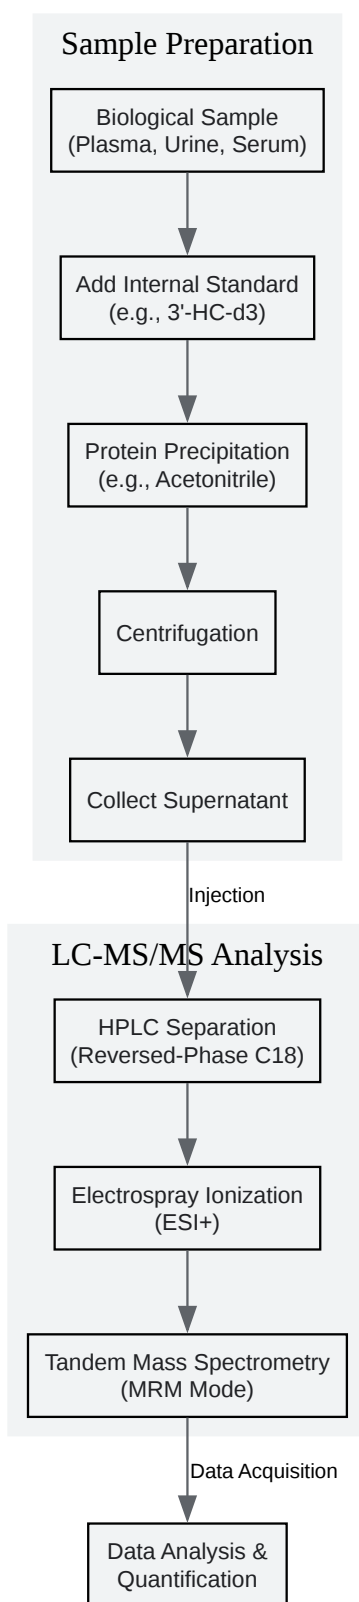 Sample Preparation
Biological Sample
(Plasma, Urine, Serum)
Add Internal Standard
(e.g., 3'-HC-d3)
Protein Precipitation
(e.g., Acetonitrile)
Centrifugation
Collect Supernatant
Injection
LC-MS/MS Analysis
HPLC Separation
(Reversed-Phase C18)
Electrospray Ionization
(ESI+)
Tandem Mass Spectrometry
(MRM Mode)
Data Acquisition
Data Analysis &
Quantification